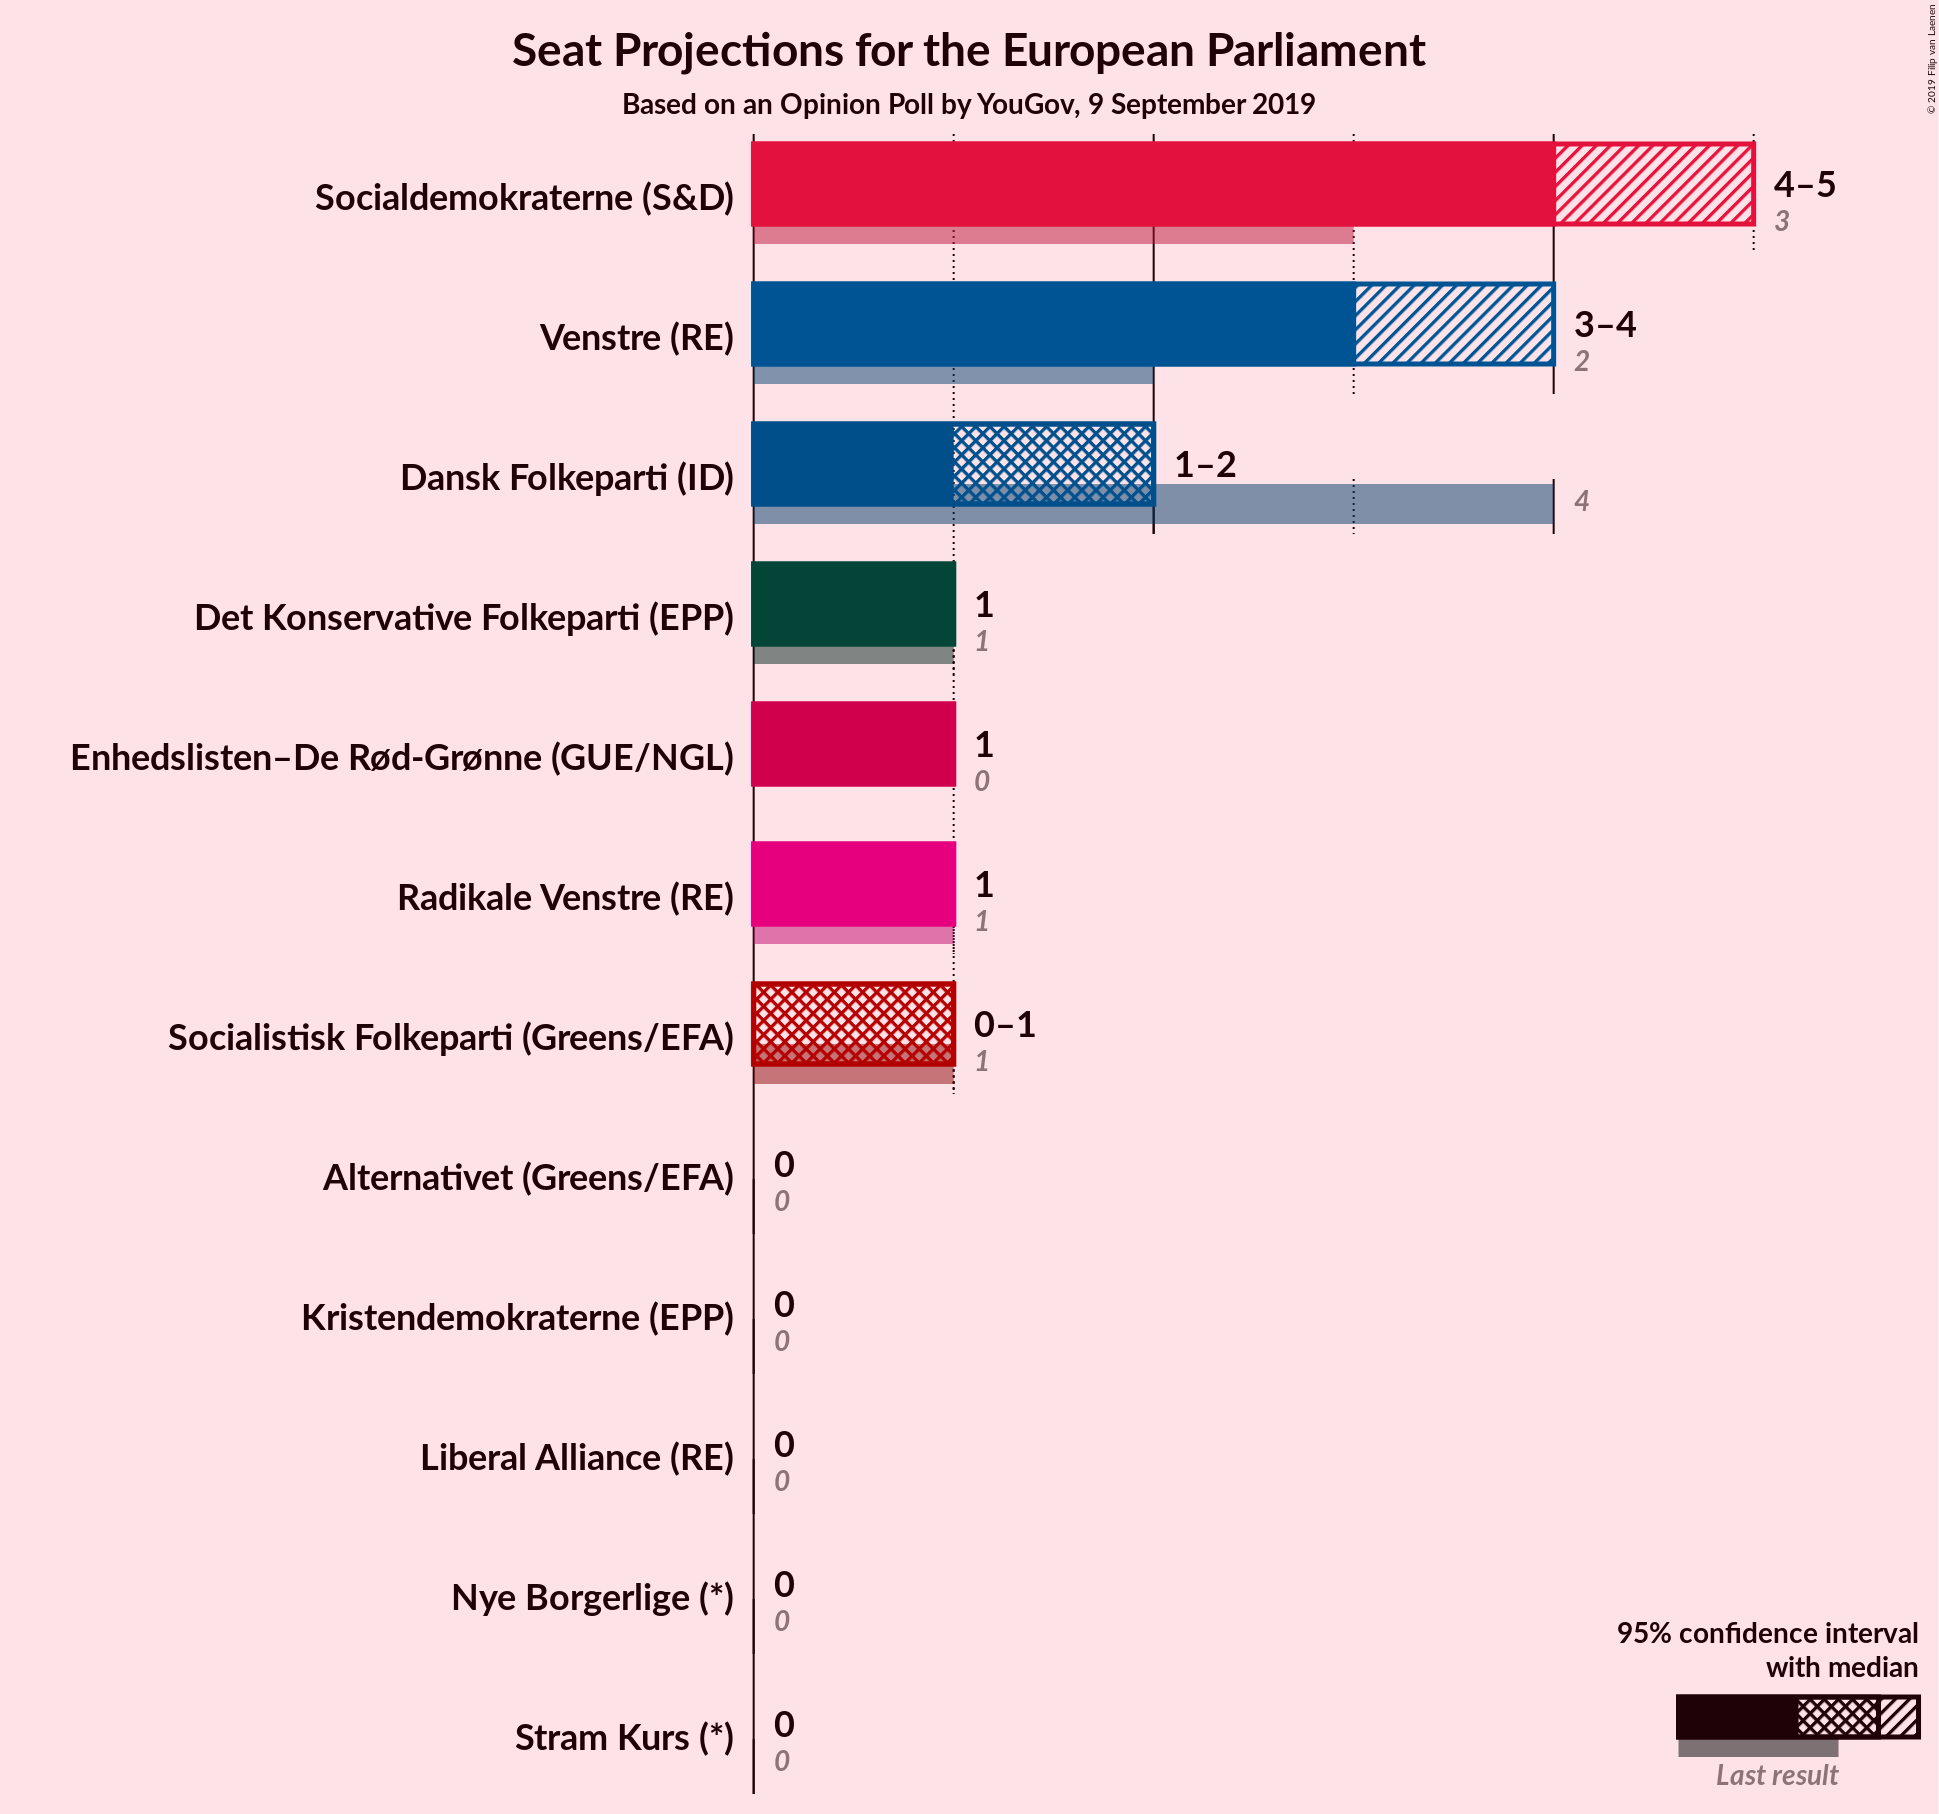 Seat Projections for the European Parliament
Based on an Opinion Poll by YouGov, 9 September 2019
© 2019 Filip van Laenen
Socialdemokraterne (S&D)
4–5
3
Venstre (RE)
3–4
2
Dansk Folkeparti (ID)
1–2
4
Det Konservative Folkeparti (EPP)
1
1
Enhedslisten–De Rød-Grønne (GUE/NGL)
1
0
Radikale Venstre (RE)
1
1
Socialistisk Folkeparti (Greens/EFA)
0–1
1
Alternativet (Greens/EFA)
0
0
Kristendemokraterne (EPP)
0
0
Liberal Alliance (RE)
0
0
Nye Borgerlige (*)
0
0
Stram Kurs (*)
0
0
95% confidence interval
with median
Last result